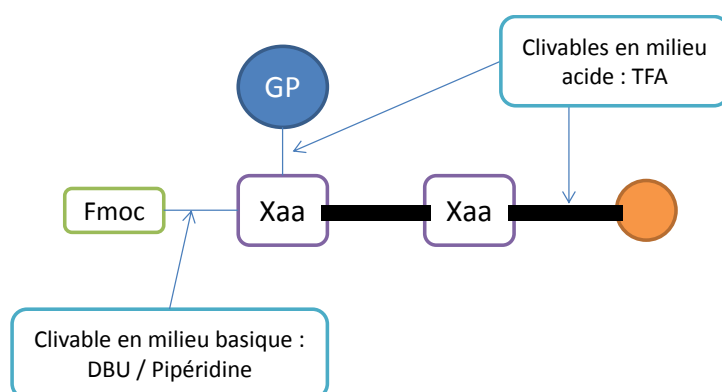 Clivables en milieu
acide : TFA
GP
Fmoc
Xaa
Xaa
Clivable en milieu basique :
DBU / Pipéridine